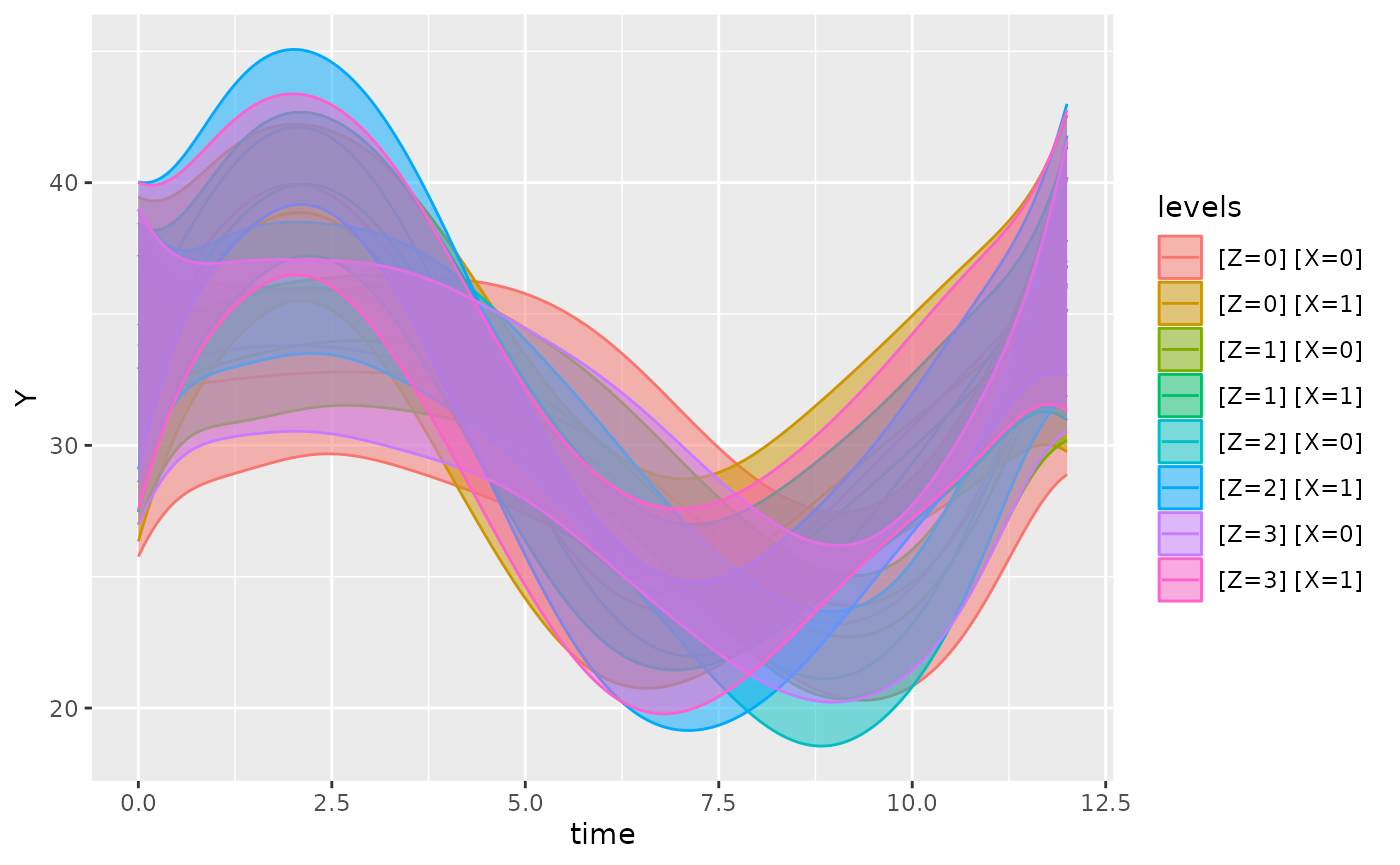 40
30
20
Y
0.0 2.5 5.0 7.5 10.0 12.5
time
levels
[Z=0] [X=0]
[Z=0] [X=1]
[Z=1] [X=0]
[Z=1] [X=1]
[Z=2] [X=0]
[Z=2] [X=1]
[Z=3] [X=0]
[Z=3] [X=1]